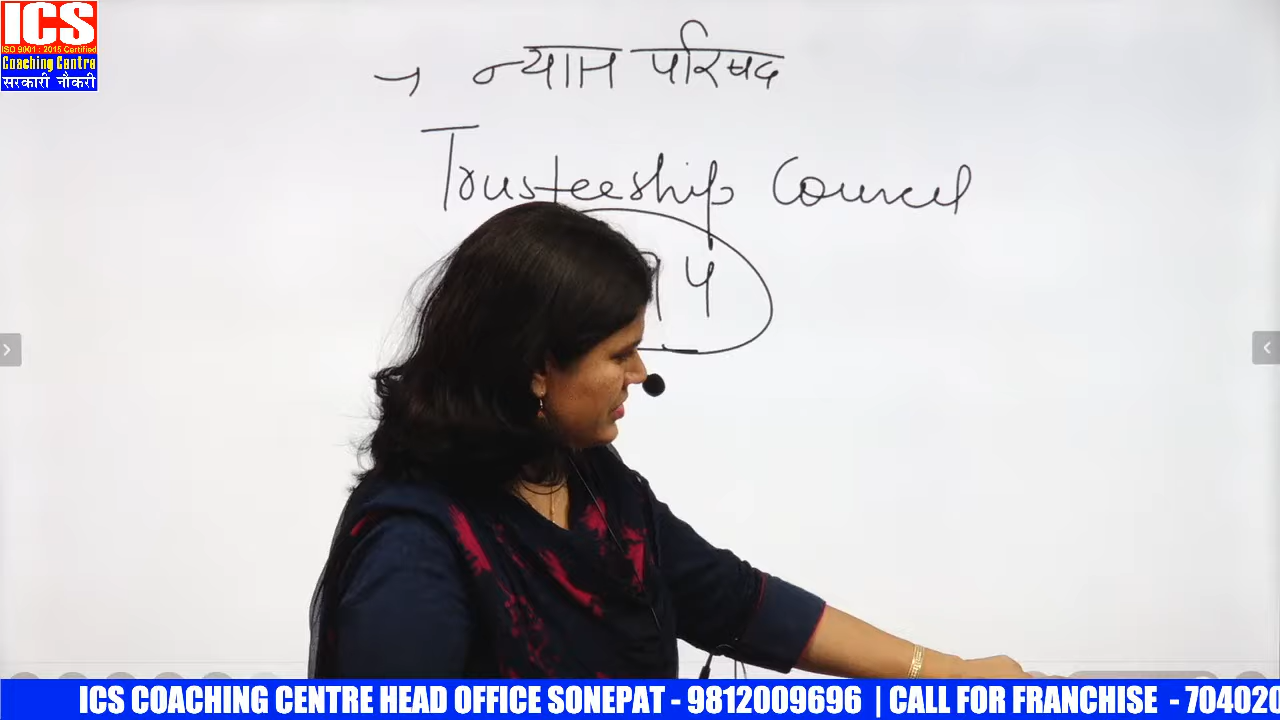 ICS
ISO 9001 : 2015 Certified
Coaching Centre
सरकारी नौकरी
→ न्यास परिषद
Trusteeship Council
94
ICS COACHING CENTRE HEAD OFFICE SONEPAT - 9812009696 | CALL FOR FRANCHISE - 704020